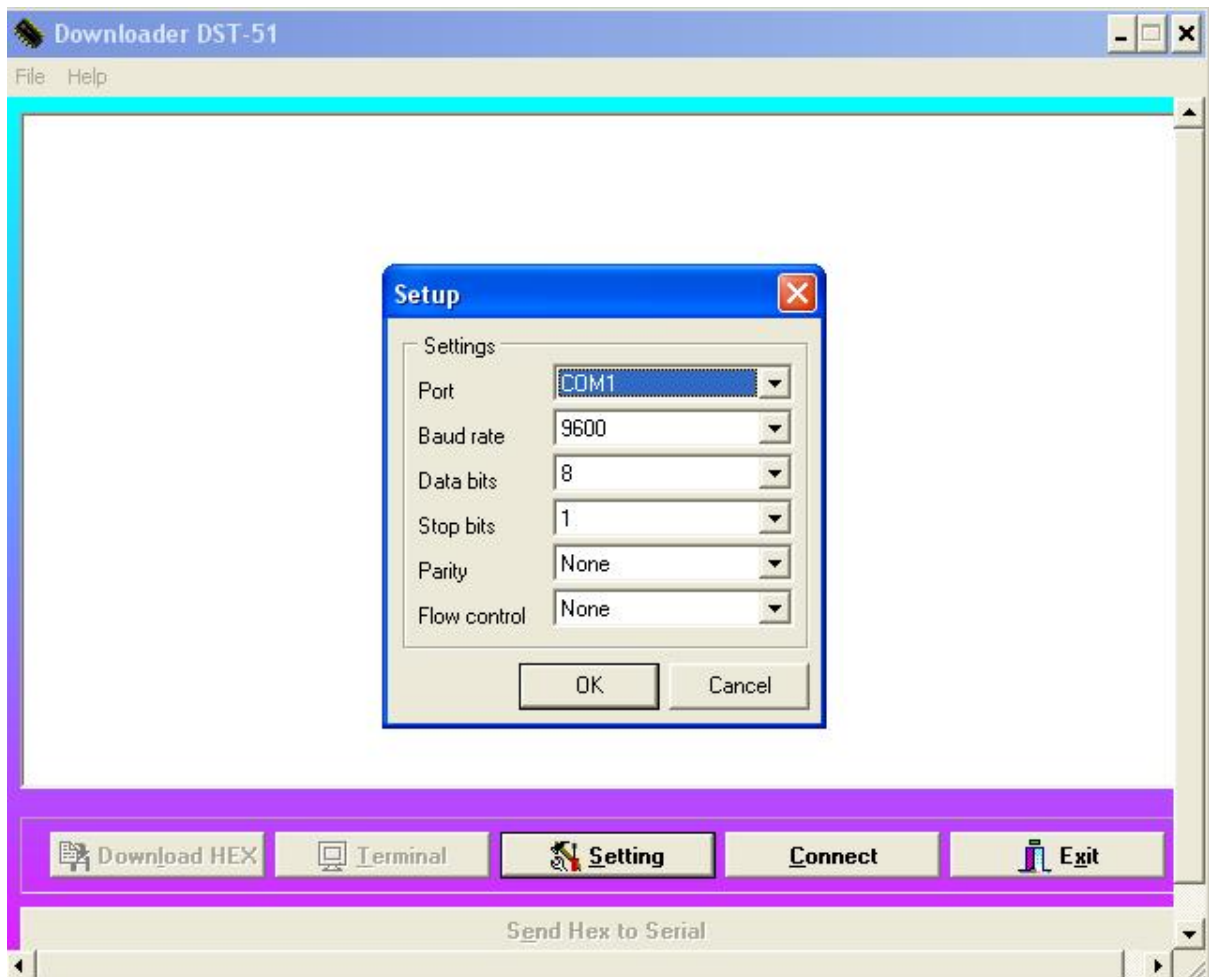 Downloader DST-51
File Help
Setup
Settings
Port COM1
Baud rate 9600
Data bits 8
Stop bits 1
Parity None
Flow control None
OK Cancel
Download HEX Terminal Setting Connect Exit
Send Hex to Serial